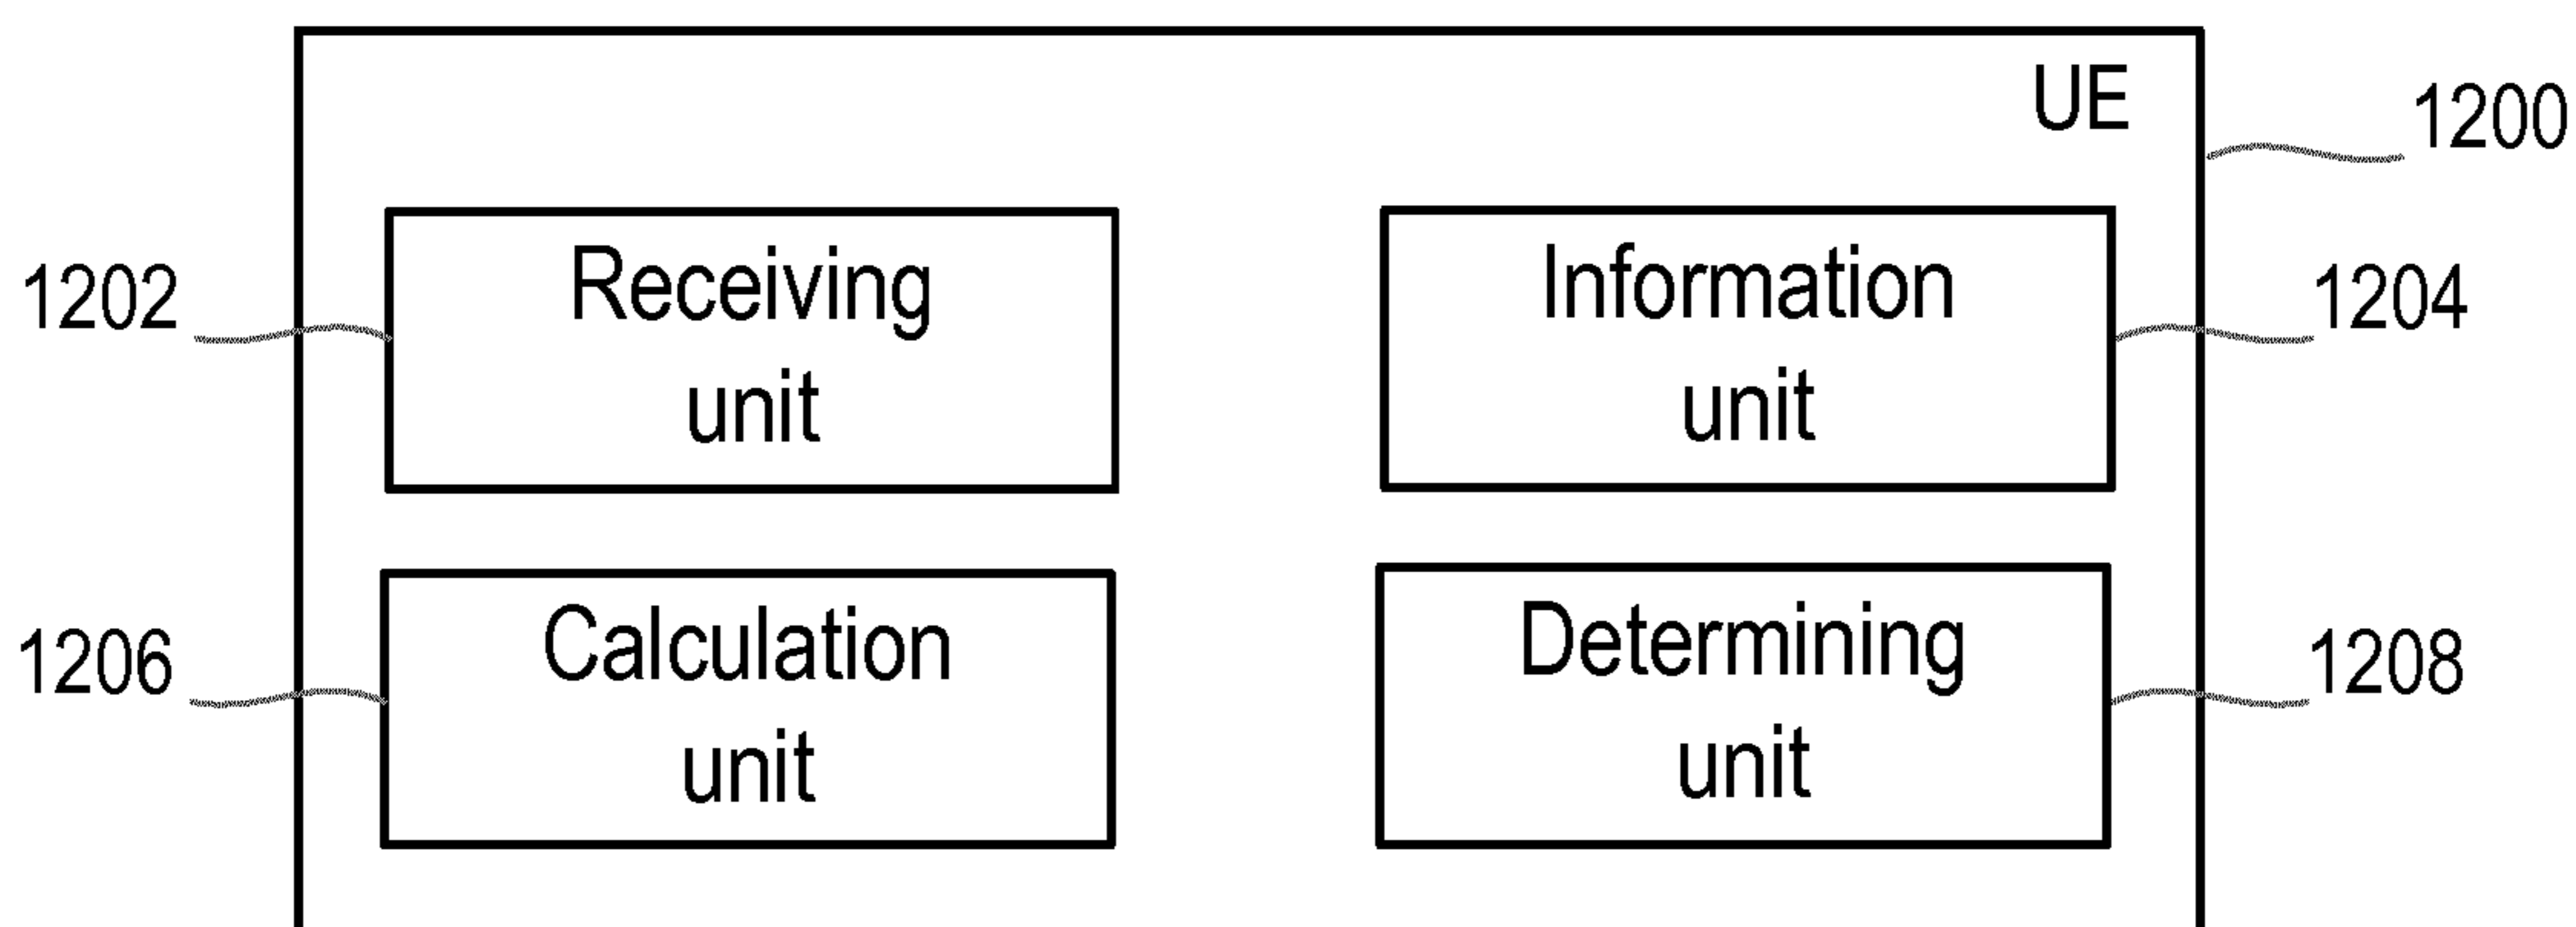 UE
1200
1202
Receiving
unit
Information
unit
1204
1206
Calculation
unit
Determining
unit
1208